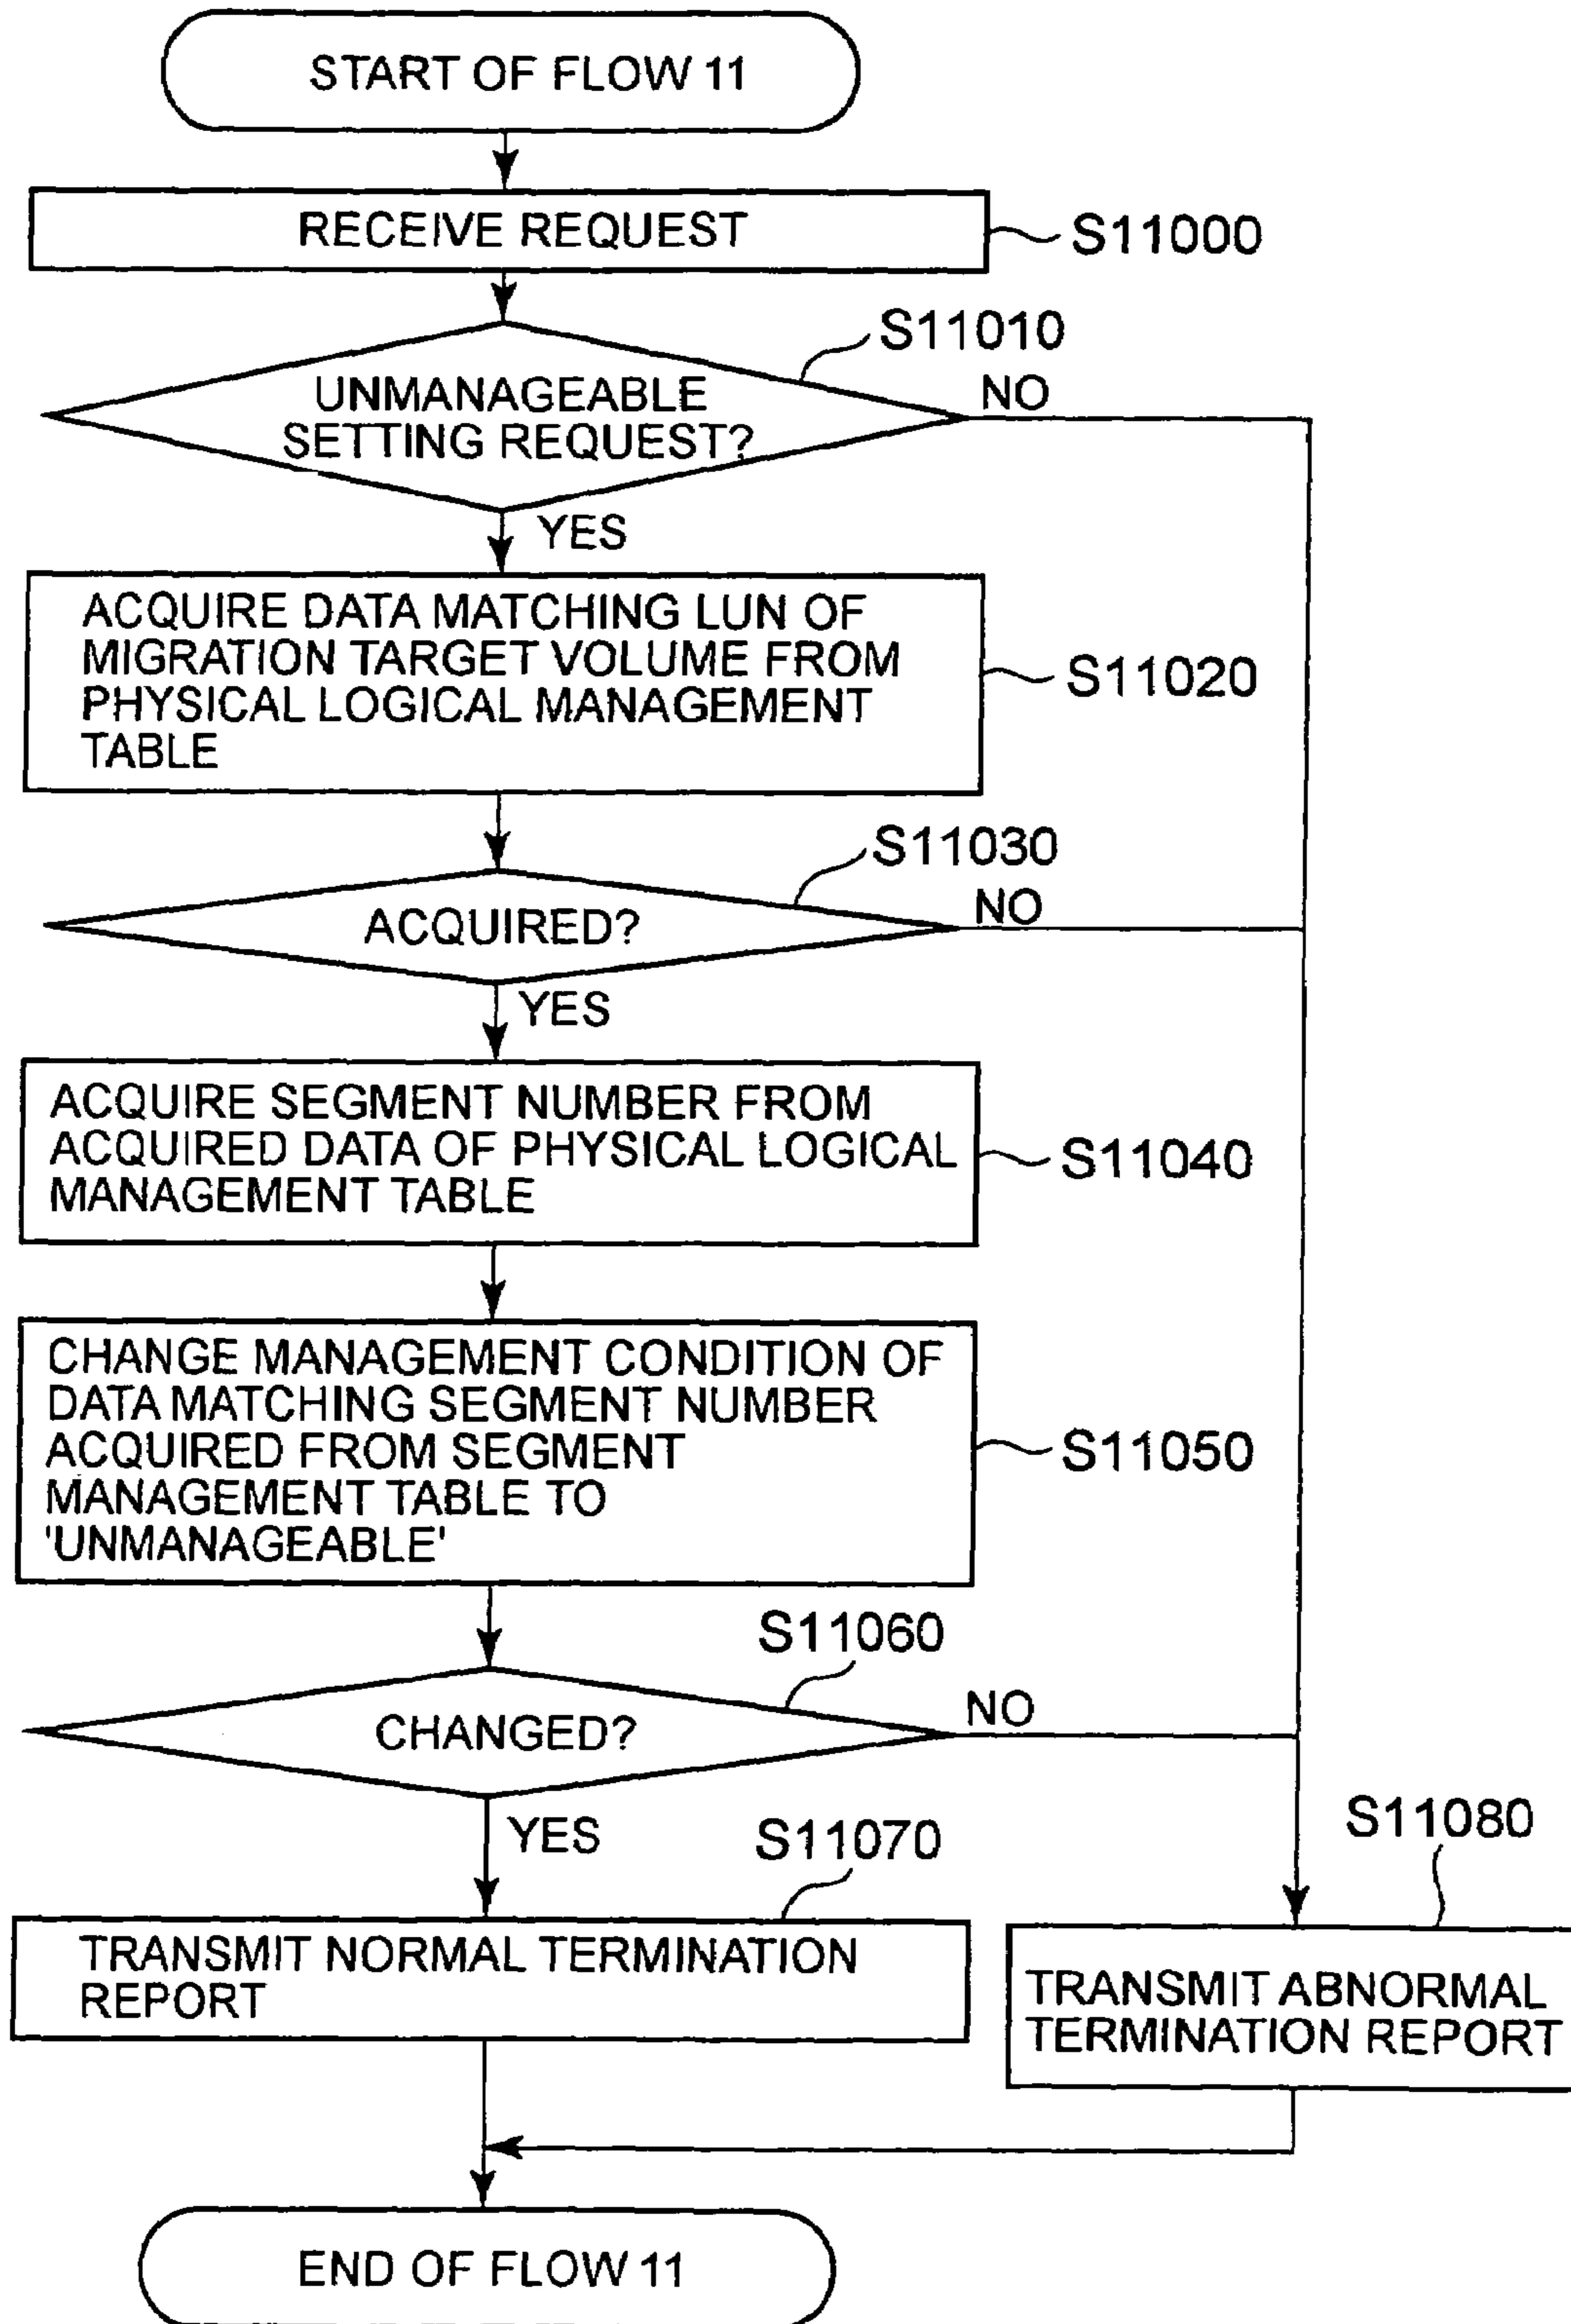 START OF FLOW 11
RECEIVE REQUEST
S11000
S11010
UNMANAGEABLE
SETTING REQUEST?
NO
YES
ACQUIRE DATA MATCHING LUN OF
MIGRATION TARGET VOLUME FROM
PHYSICAL LOGICAL MANAGEMENT
TABLE
S11020
S11030
ACQUIRED?
NO
YES
ACQUIRE SEGMENT NUMBER FROM
ACQUIRED DATA OF PHYSICAL LOGICAL
MANAGEMENT TABLE
S11040
CHANGE MANAGEMENT CONDITION OF
DATA MATCHING SEGMENT NUMBER
ACQUIRED FROM SEGMENT
MANAGEMENT TABLE TO
'UNMANAGEABLE'
S11050
S11060
CHANGED?
NO
YES
S11070
S11080
TRANSMIT NORMAL TERMINATION
REPORT
TRANSMIT ABNORMAL
TERMINATION REPORT
END OF FLOW 11